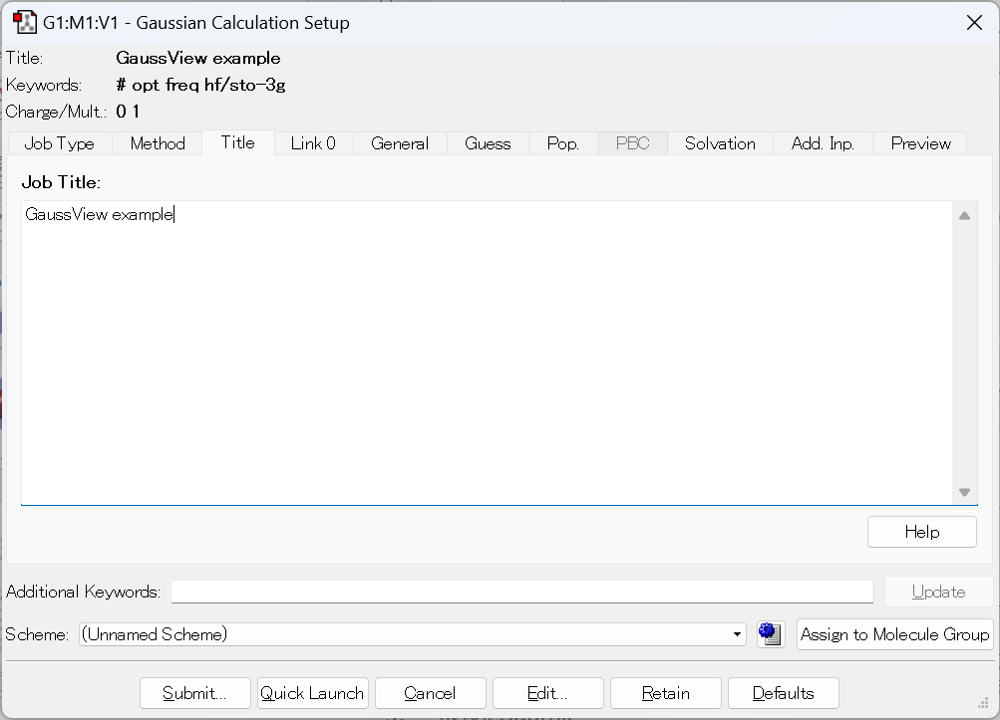 G1:M1:V1 - Gaussian Calculation Setup
Title: GaussView example
Keywords: # opt freq hf/sto-3g
Charge/Mult.: 0 1
Job Type Method Title Link 0 General Guess Pop. PBC Solvation Add. Inp. Preview
Job Title:
GaussView example
Help
Additional Keywords: Update
Scheme: (Unnamed Scheme) Assign to Molecule Group
Submit... Quick Launch Cancel Edit... Retain Defaults